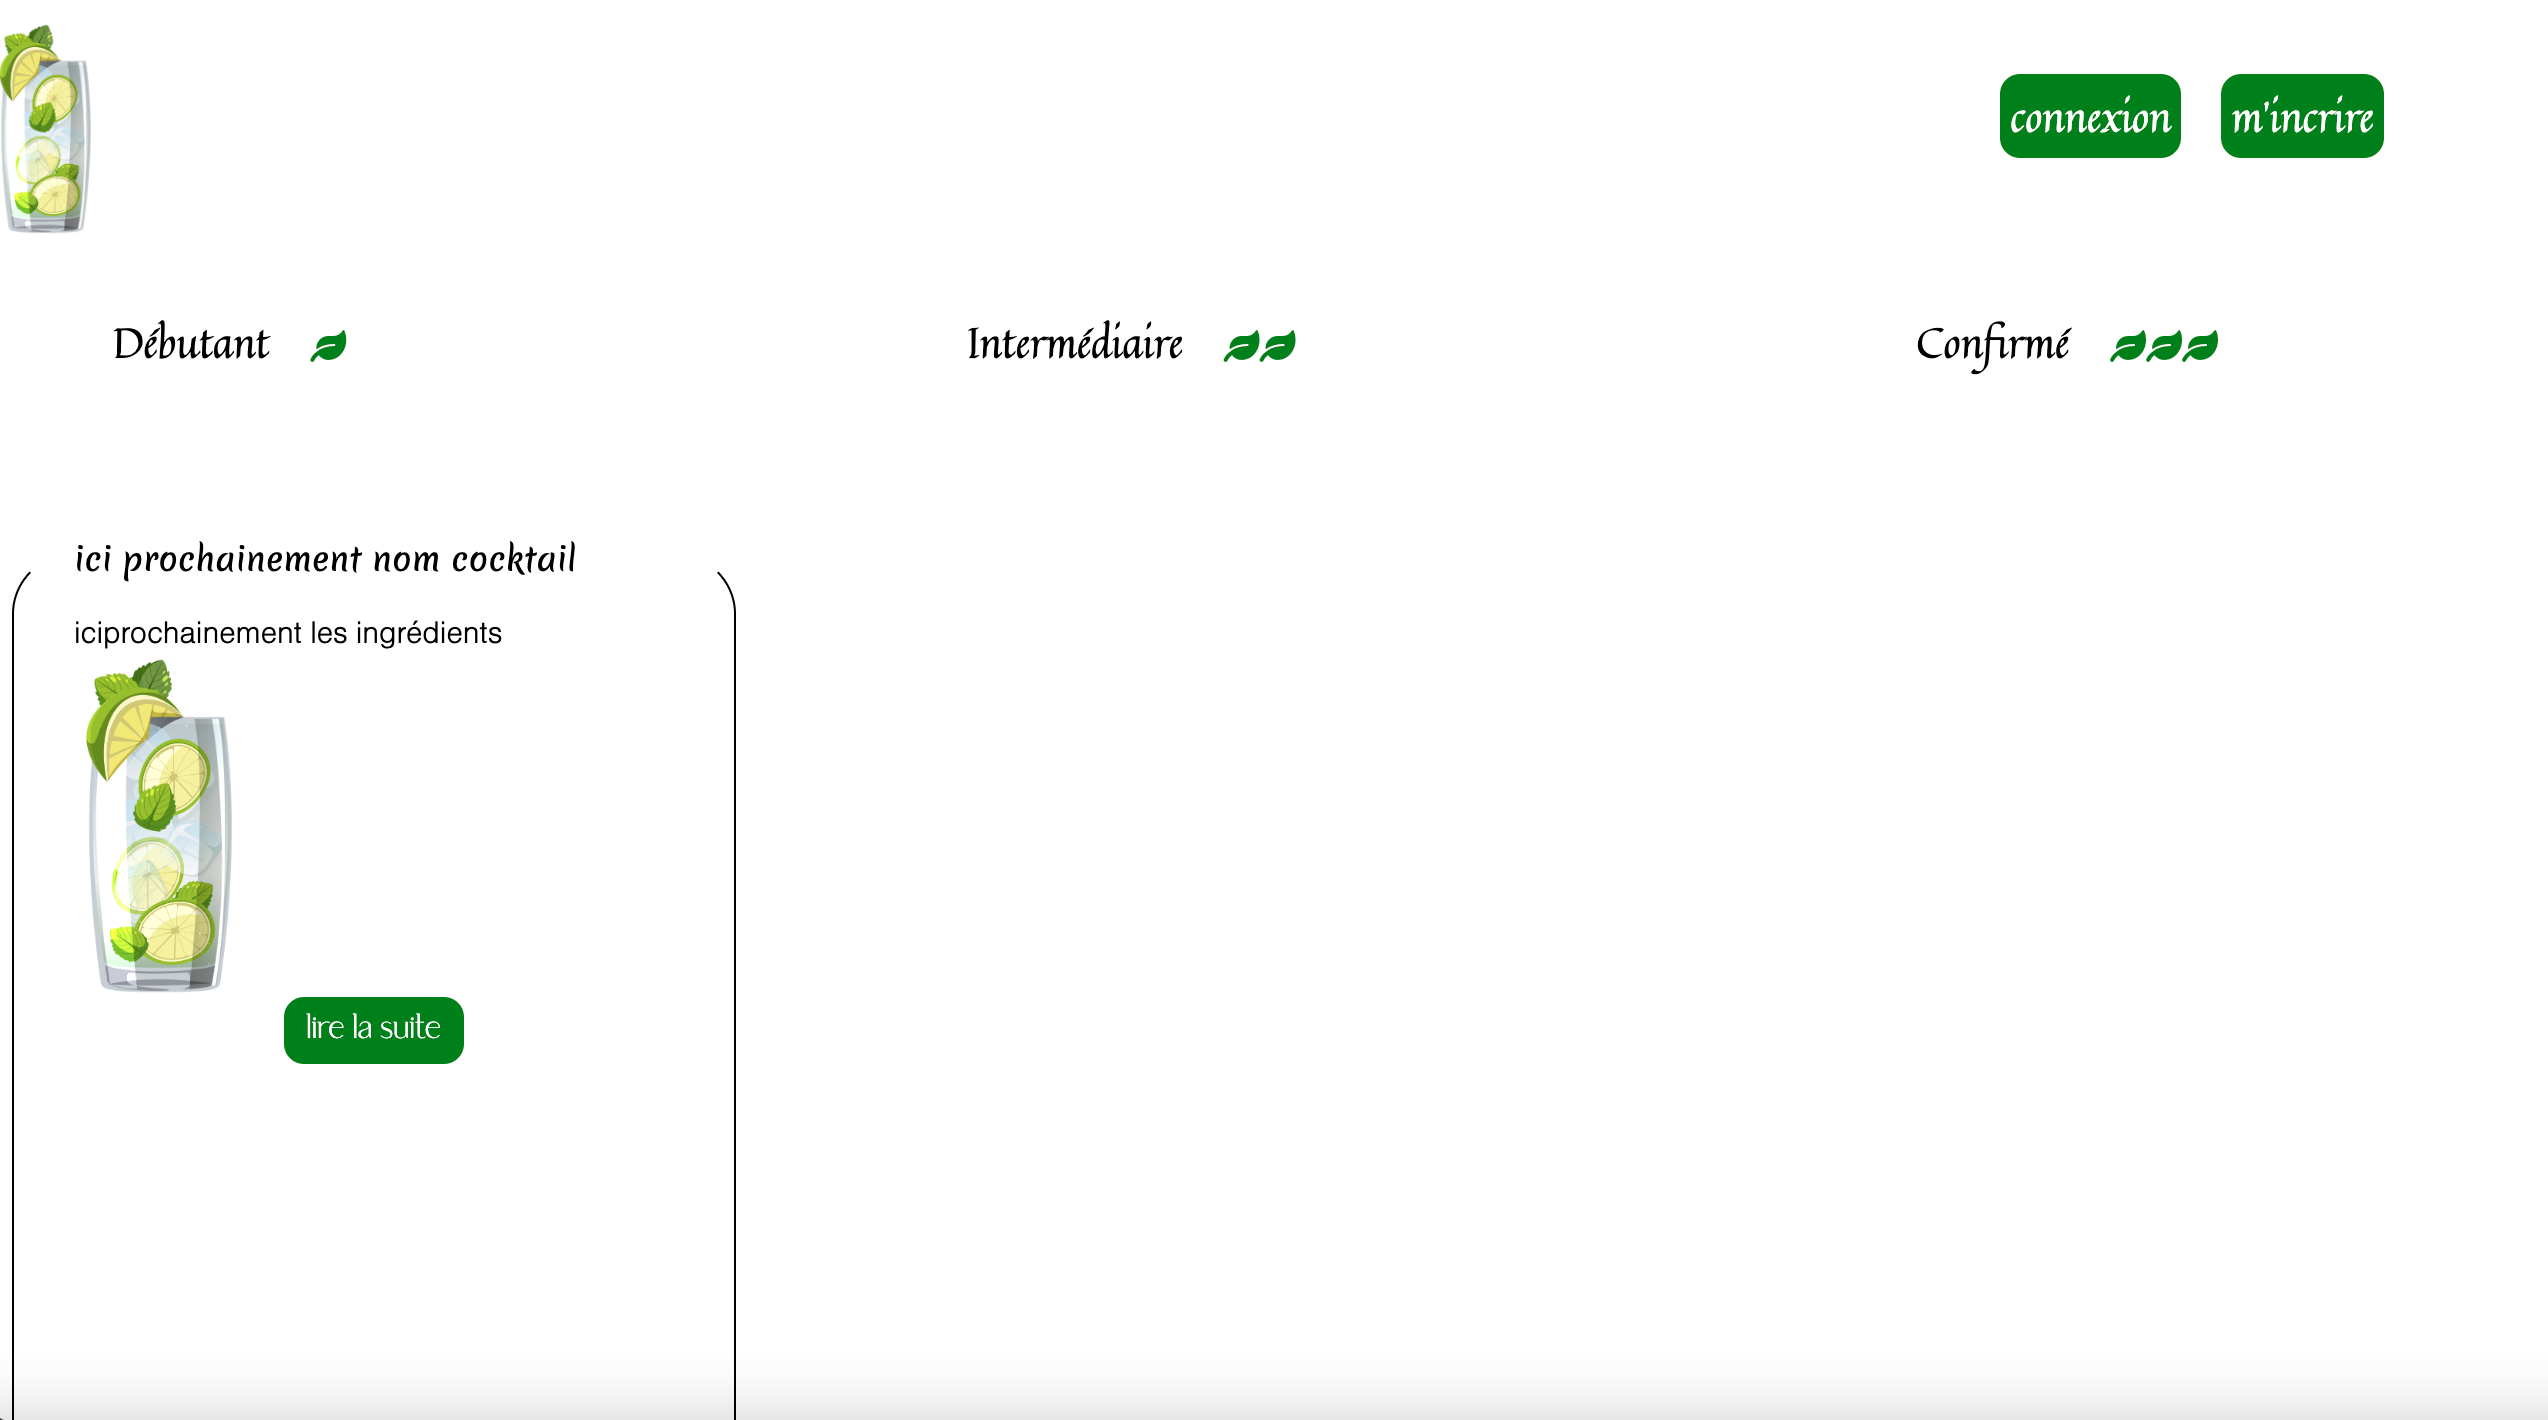 connexion m'incrire
Débutant Intermédiaire Confirmé
ici prochainement nom cocktail
iciprochainement les ingrédients
lire la suite